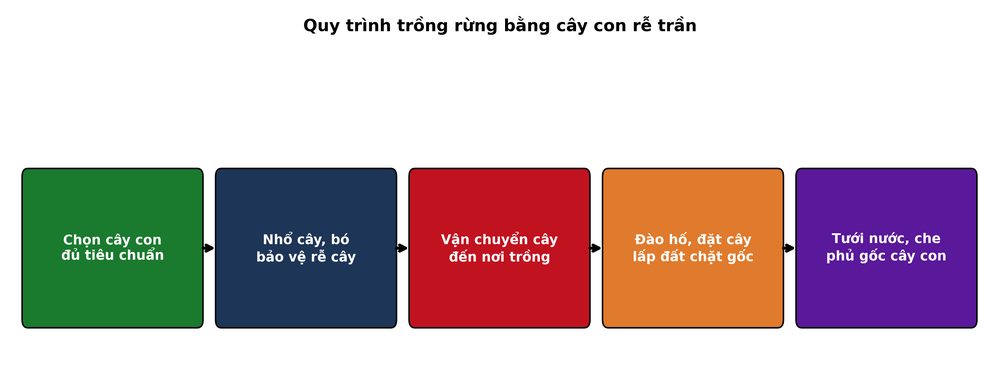 Quy trình trồng rừng bằng cây con rễ trần
Chọn cây con
đủ tiêu chuẩn
Nhổ cây, bó
bảo vệ rễ cây
Vận chuyển cây
đến nơi trồng
Đào hố, đặt cây
lấp đất chặt gốc
Tưới nước, che
phủ gốc cây con